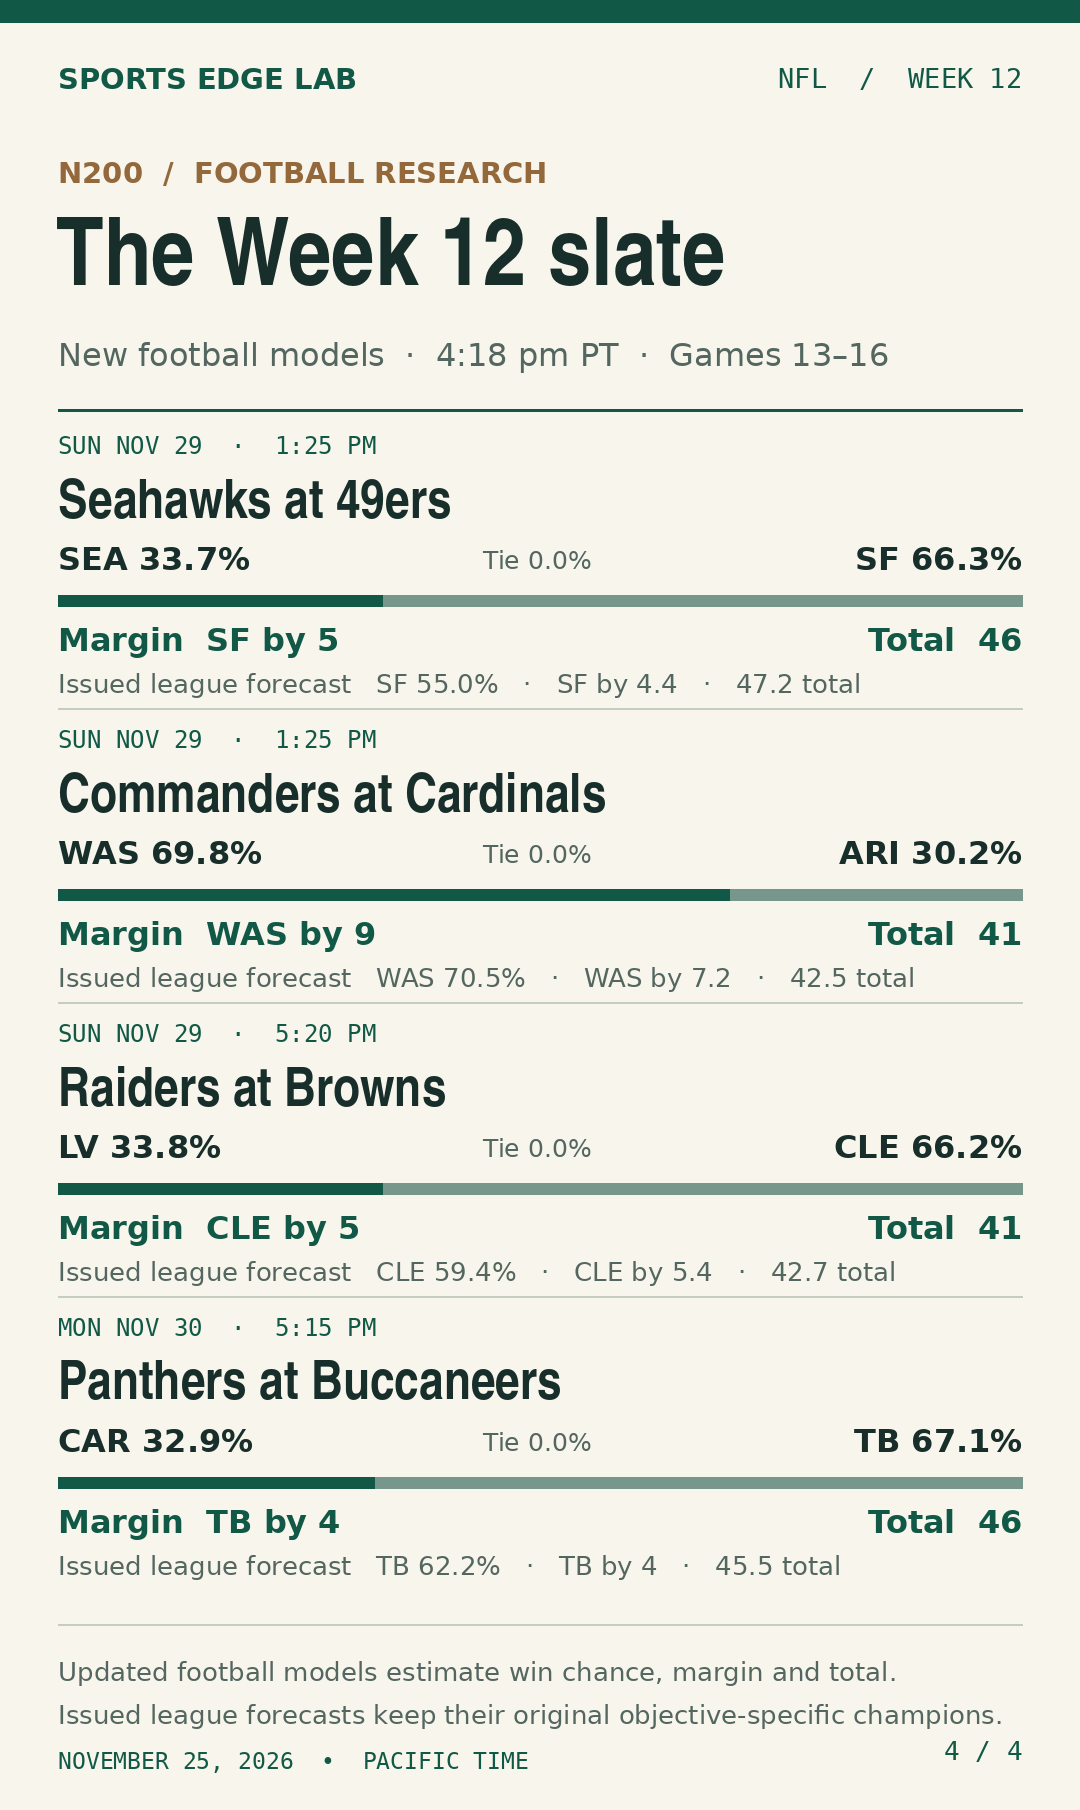 SPORTS EDGE LAB
NFL / WEEK 12
N200 / FOOTBALL RESEARCH
The Week 12 slate
New football models · 4:18 pm PT · Games 13–16
SUN NOV 29 · 1:25 PM
Seahawks at 49ers
SEA 33.7% Tie 0.0% SF 66.3%
Margin SF by 5 Total 46
Issued league forecast SF 55.0% · SF by 4.4 · 47.2 total
SUN NOV 29 · 1:25 PM
Commanders at Cardinals
WAS 69.8% Tie 0.0% ARI 30.2%
Margin WAS by 9 Total 41
Issued league forecast WAS 70.5% · WAS by 7.2 · 42.5 total
SUN NOV 29 · 5:20 PM
Raiders at Browns
LV 33.8% Tie 0.0% CLE 66.2%
Margin CLE by 5 Total 41
Issued league forecast CLE 59.4% · CLE by 5.4 · 42.7 total
MON NOV 30 · 5:15 PM
Panthers at Buccaneers
CAR 32.9% Tie 0.0% TB 67.1%
Margin TB by 4 Total 46
Issued league forecast TB 62.2% · TB by 4 · 45.5 total
Updated football models estimate win chance, margin and total.
Issued league forecasts keep their original objective-specific champions.
NOVEMBER 25, 2026 • PACIFIC TIME
4 / 4